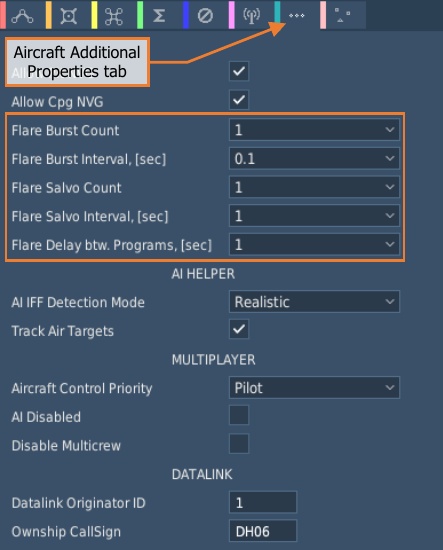 Σ
Aircraft Additional
Properties tab
Allow Cpg NVG
Flare Burst Count
1
Flare Burst Interval, [sec]
0.1
Flare Salvo Count
1
Flare Salvo Interval, [sec]
1
Flare Delay btw. Programs, [sec]
1
AI HELPER
AI IFF Detection Mode
Realistic
Track Air Targets
MULTIPLAYER
Aircraft Control Priority
Pilot
AI Disabled
Disable Multicrew
DATALINK
Datalink Originator ID
1
Ownship CallSign
DH06